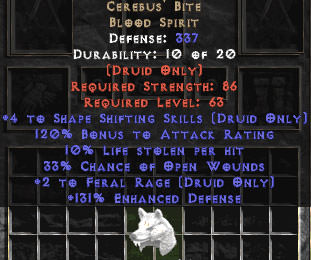 Cerebus' Bite
Blood Spirit
Defense: 337
Durability: 10 of 20
(Druid Only)
Required Strength: 86
Required Level: 63
+4 to Shape Shifting Skills (Druid Only)
120% Bonus to Attack Rating
10% Life stolen per hit
33% Chance of Open Wounds
+2 to Feral Rage (Druid Only)
+131% Enhanced Defense